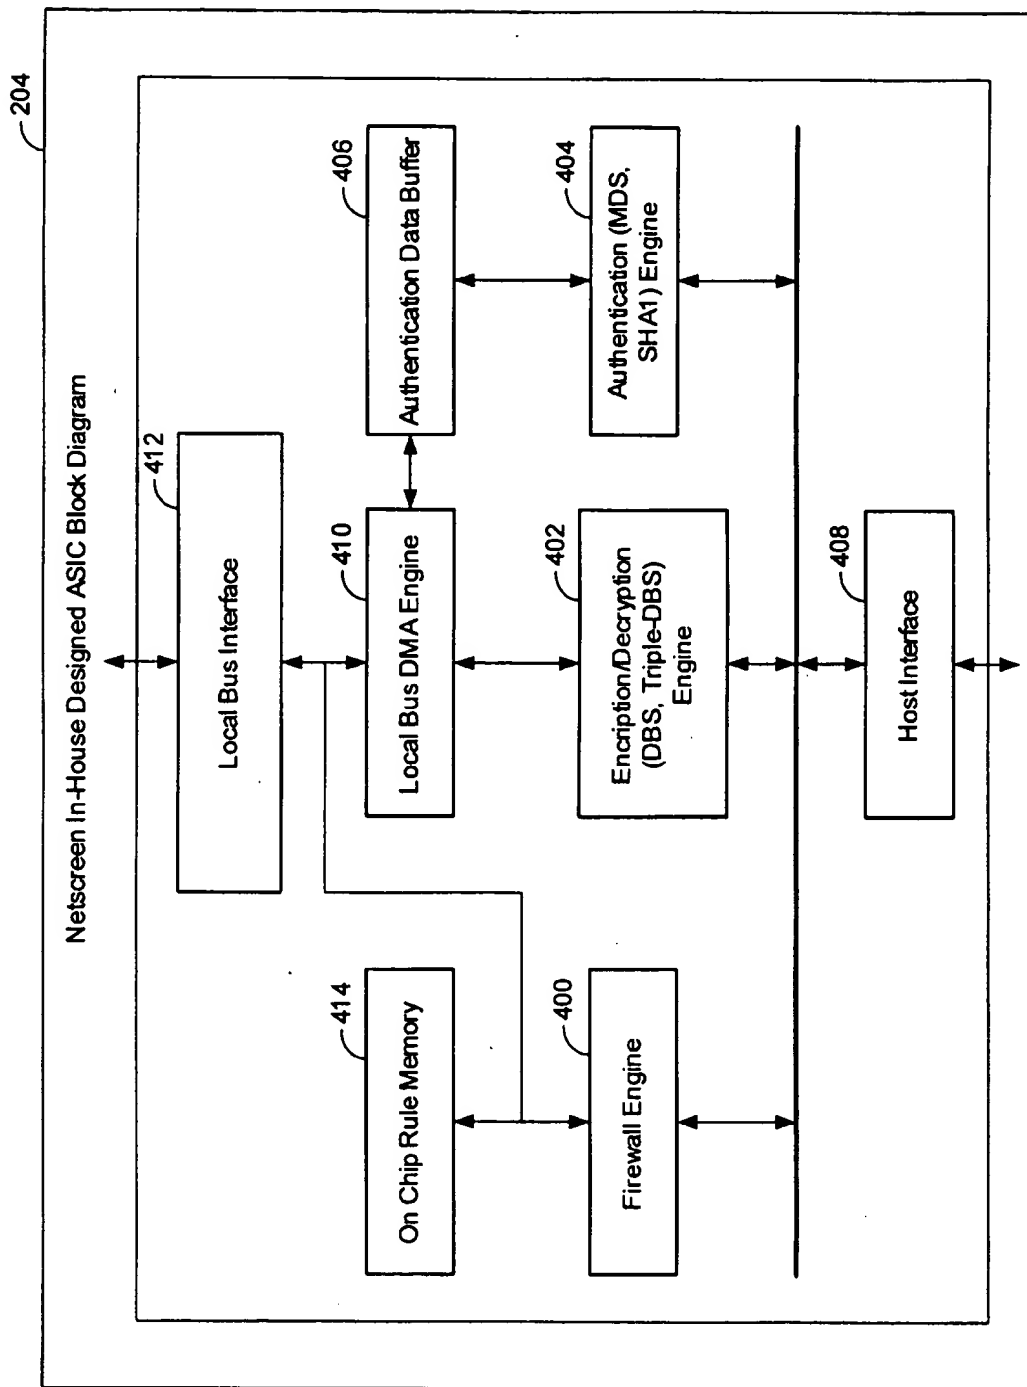 204
Netscreen In-House Designed ASIC Block Diagram
412
Local Bus Interface
414
On Chip Rule Memory
410
Local Bus DMA Engine
406
Authentication Data Buffer
400
Firewall Engine
402
Encription/Decryption
(DBS, Triple-DBS)
Engine
404
Authentication (MDS,
SHA1) Engine
408
Host Interface